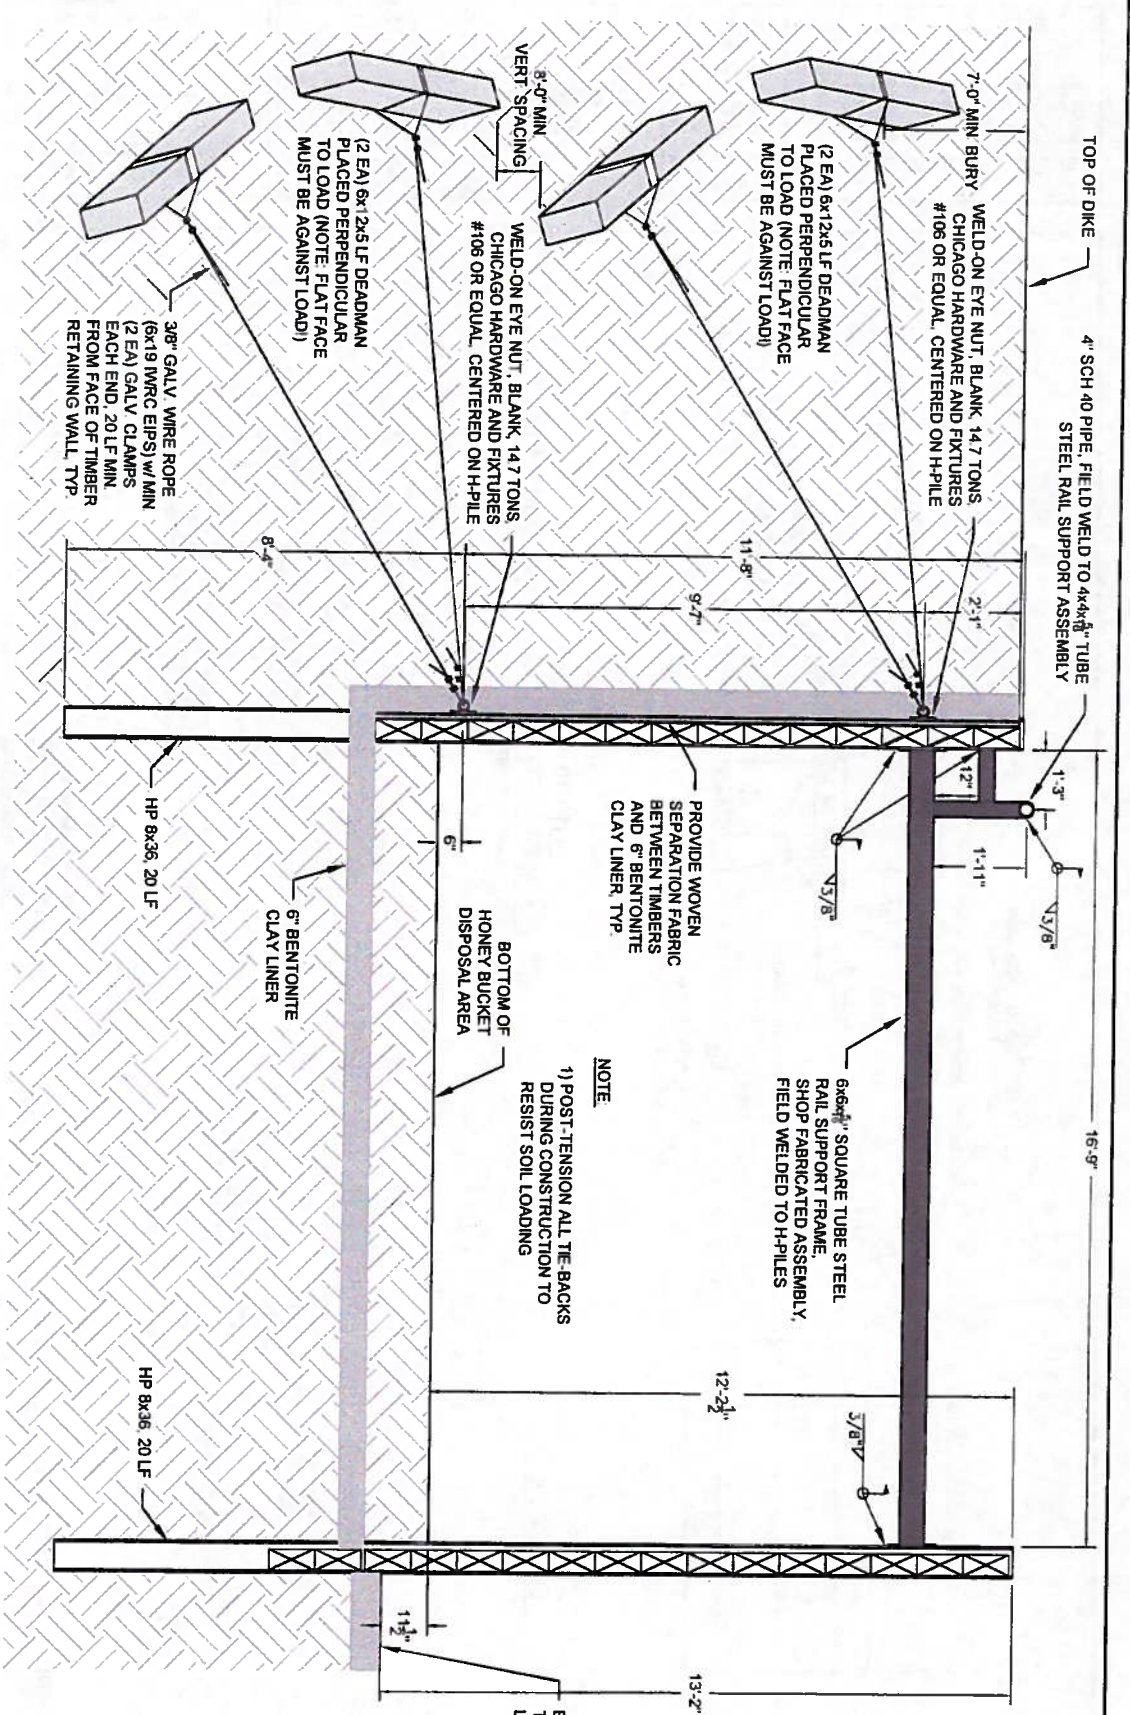 TOP OF DIKE
4" SCH 40 PIPE, FIELD WELD TO 4x4x5/16" TUBE
STEEL RAIL SUPPORT ASSEMBLY
7'-0" MIN BURY
WELD-ON EYE NUT, BLANK, 14.7 TONS,
CHICAGO HARDWARE AND FIXTURES
#106 OR EQUAL, CENTERED ON H-PILE
(2 EA) 6x12x5 LF DEADMAN
PLACED PERPENDICULAR
TO LOAD (NOTE: FLAT FACE
MUST BE AGAINST LOAD!)
8'-0" MIN
VERT. SPACING
WELD-ON EYE NUT, BLANK, 14.7 TONS,
CHICAGO HARDWARE AND FIXTURES
#106 OR EQUAL, CENTERED ON H-PILE
(2 EA) 6x12x5 LF DEADMAN
PLACED PERPENDICULAR
TO LOAD (NOTE: FLAT FACE
MUST BE AGAINST LOAD!)
3/8" GALV. WIRE ROPE
(6x19 IWRC EIPS) w/ MIN
(2 EA) GALV. CLAMPS
EACH END, 20 LF MIN.
FROM FACE OF TIMBER
RETAINING WALL, TYP.
11'-8"
8'-4"
9'-7"
2'-1"
1'-3"
12"
1'-11"
3/8"
3/8"
16'-9"
6"
PROVIDE WOVEN
SEPARATION FABRIC
BETWEEN TIMBERS
AND 6" BENTONITE
CLAY LINER, TYP.
HP 8x36, 20 LF
6" BENTONITE
CLAY LINER
BOTTOM OF
HONEY BUCKET
DISPOSAL AREA
NOTE:
1) POST-TENSION ALL TIE-BACKS
DURING CONSTRUCTION TO
RESIST SOIL LOADING
6x6x5/16" SQUARE TUBE STEEL
RAIL SUPPORT FRAME,
SHOP FABRICATED ASSEMBLY,
FIELD WELDED TO H-PILES
12'-2 1/2"
3/8"
HP 8x36, 20 LF
11 1/2"
13'-2"